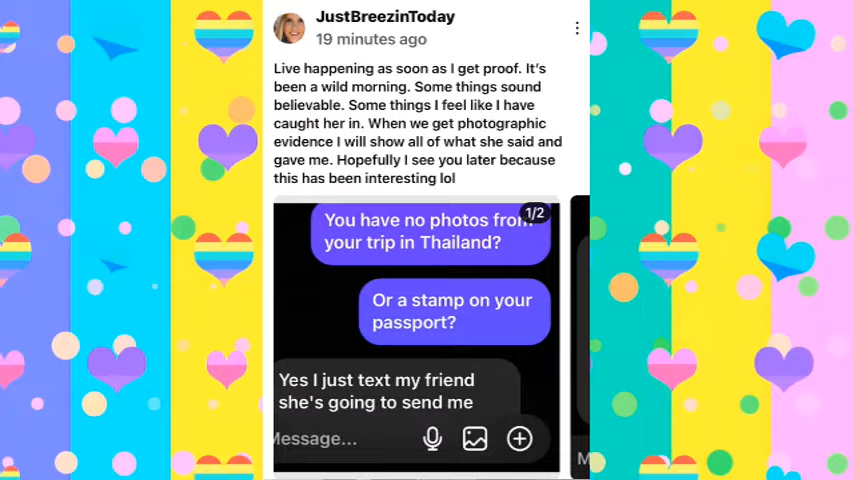 JustBreezinToday
19 minutes ago
Live happening as soon as I get proof. It's
been a wild morning. Some things sound
believable. Some things I feel like I have
caught her in. When we get photographic
evidence I will show all of what she said and
gave me. Hopefully I see you later because
this has been interesting lol
1/2
You have no photos from
your trip in Thailand?
Or a stamp on your
passport?
Yes I just text my friend
she's going to send me
Message...
M